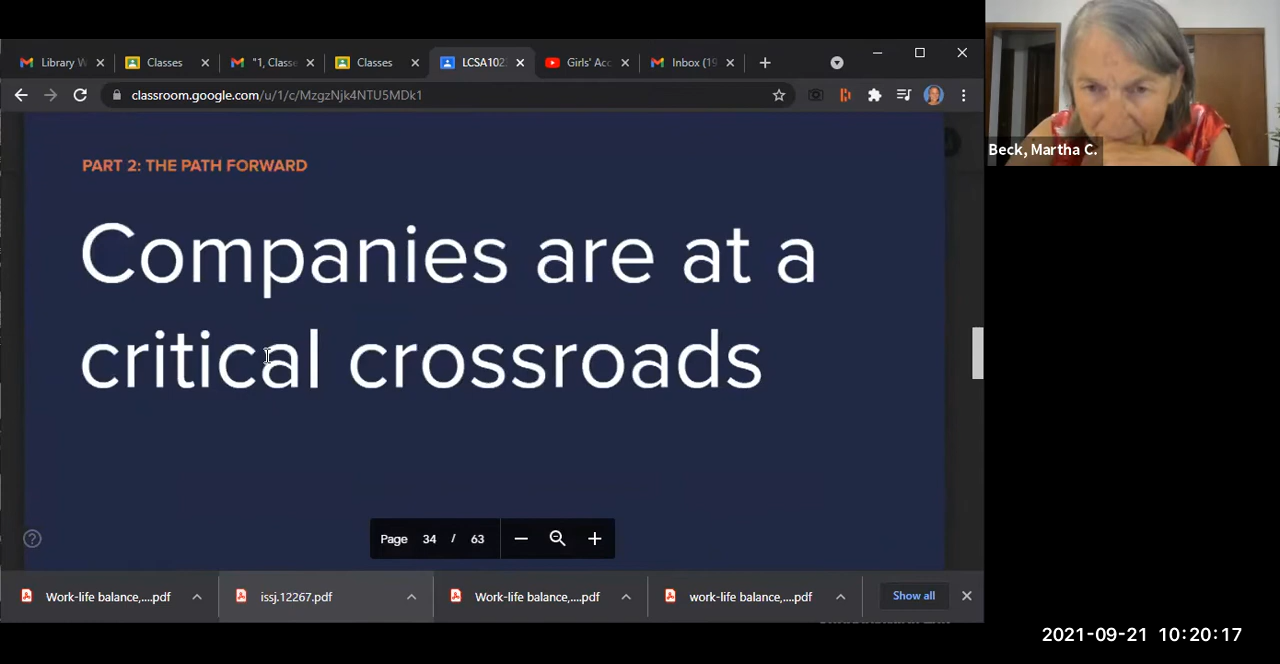 Library W
Classes
"1, Classe
Classes
LCSA102
Girls' Acc
Inbox (19
classroom.google.com/u/1/c/MzgzNjk4NTU5MDk1
Beck, Martha C.
PART 2: THE PATH FORWARD
Companies are at a
critical crossroads
Page 34 / 63
Work-life balance,....pdf
issj.12267.pdf
Work-life balance,....pdf
work-life balance,....pdf
Show all
2021-09-21 10:20:17